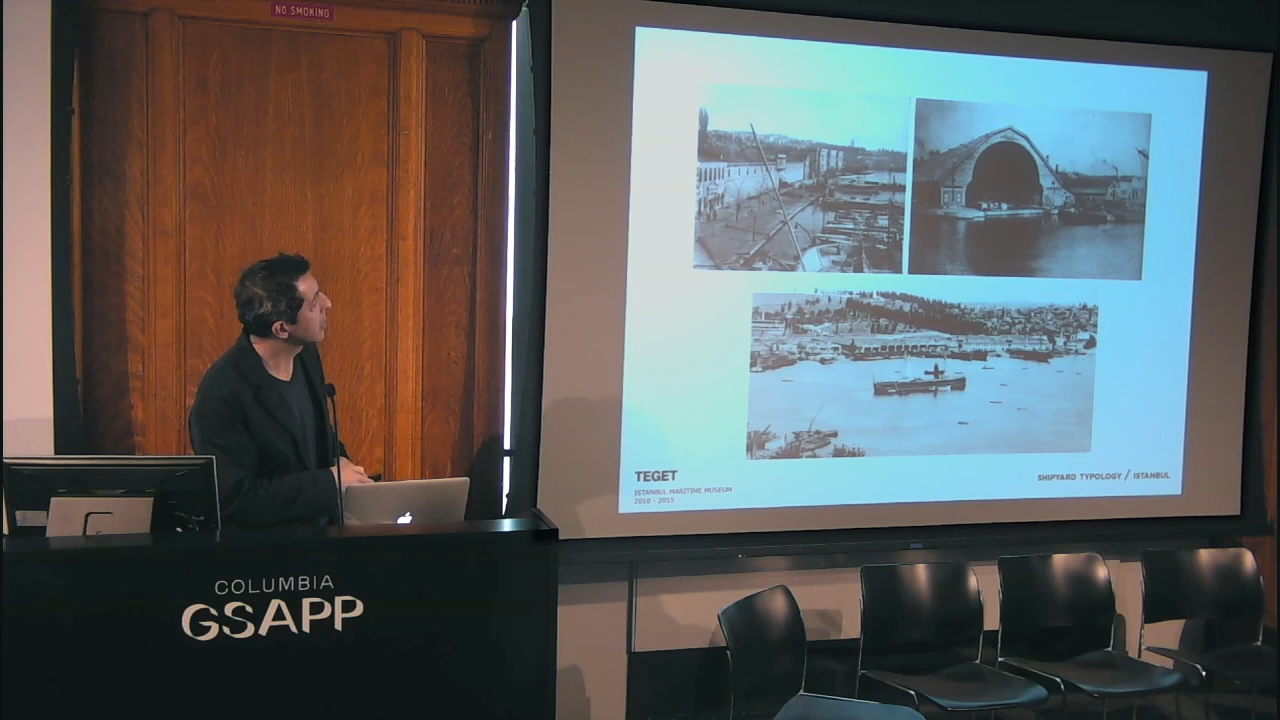 NO SMOKING
TEGET
ISTANBUL MARITIME MUSEUM
2010 - 2015
SHIPYARD TYPOLOGY / ISTANBUL
COLUMBIA
GSAPP